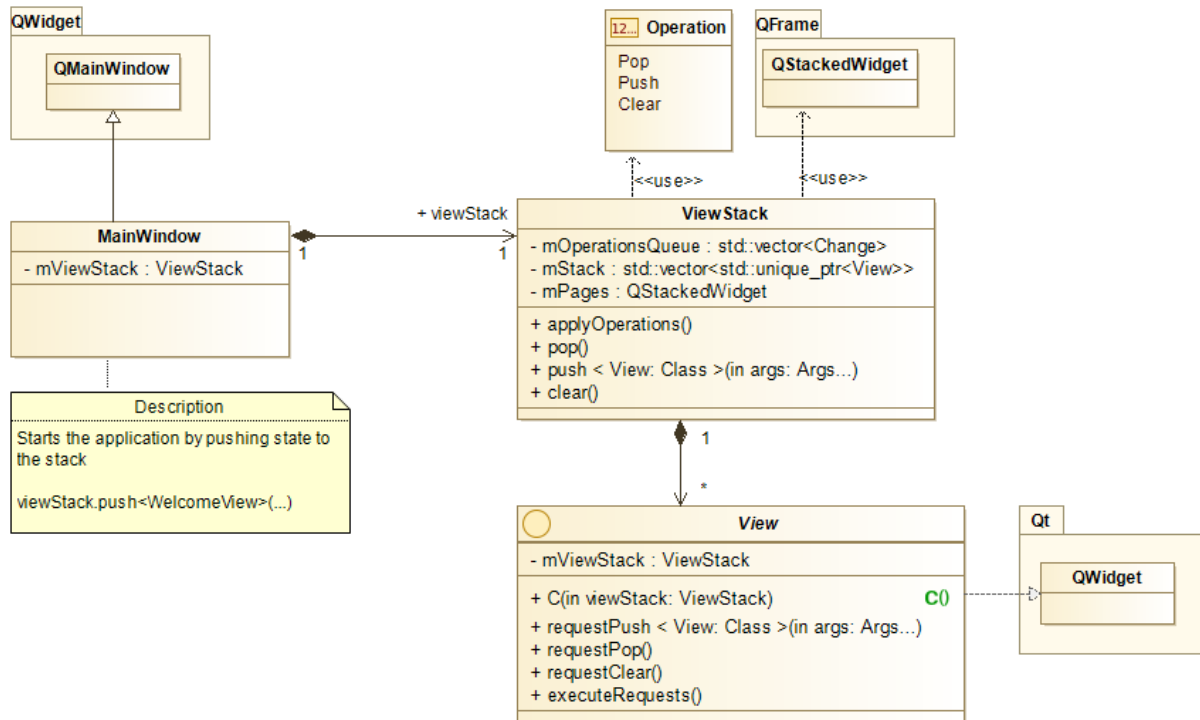 QWidget
QMainWindow
12... Operation
Pop
Push
Clear
QFrame
QStackedWidget
<<use>>
<<use>>
MainWindow
- mViewStack : ViewStack
+ viewStack
1
1
ViewStack
- mOperationsQueue : std::vector<Change>
- mStack : std::vector<std::unique_ptr<View>>
- mPages : QStackedWidget
+ applyOperations()
+ pop()
+ push < View: Class >(in args: Args...)
+ clear()
Description
Starts the application by pushing state to
the stack
viewStack.push<WelcomeView>(...)
1
*
View
- mViewStack : ViewStack
+ C(in viewStack: ViewStack) C()
+ requestPush < View: Class >(in args: Args...)
+ requestPop()
+ requestClear()
+ executeRequests()
Qt
QWidget